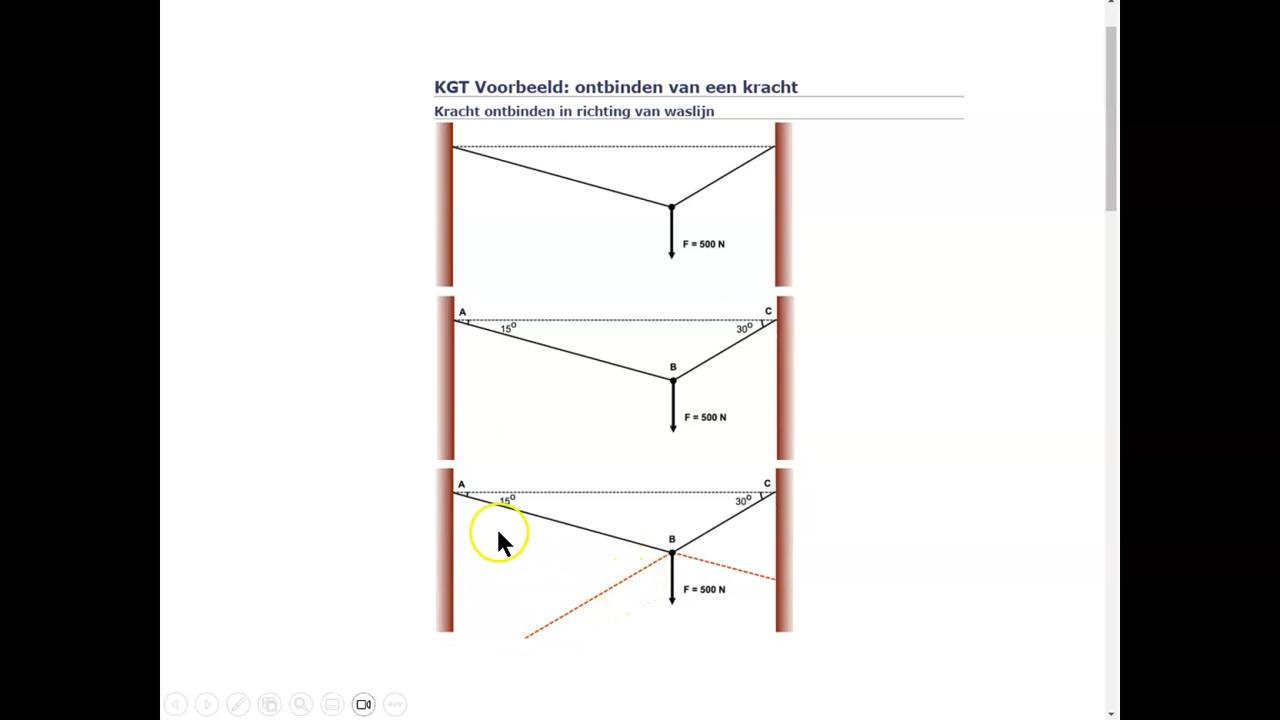 KGT Voorbeeld: ontbinden van een kracht
Kracht ontbinden in richting van waslijn
F = 500 N
A
C
15°
30°
B
F = 500 N
A
C
15°
30°
B
F = 500 N